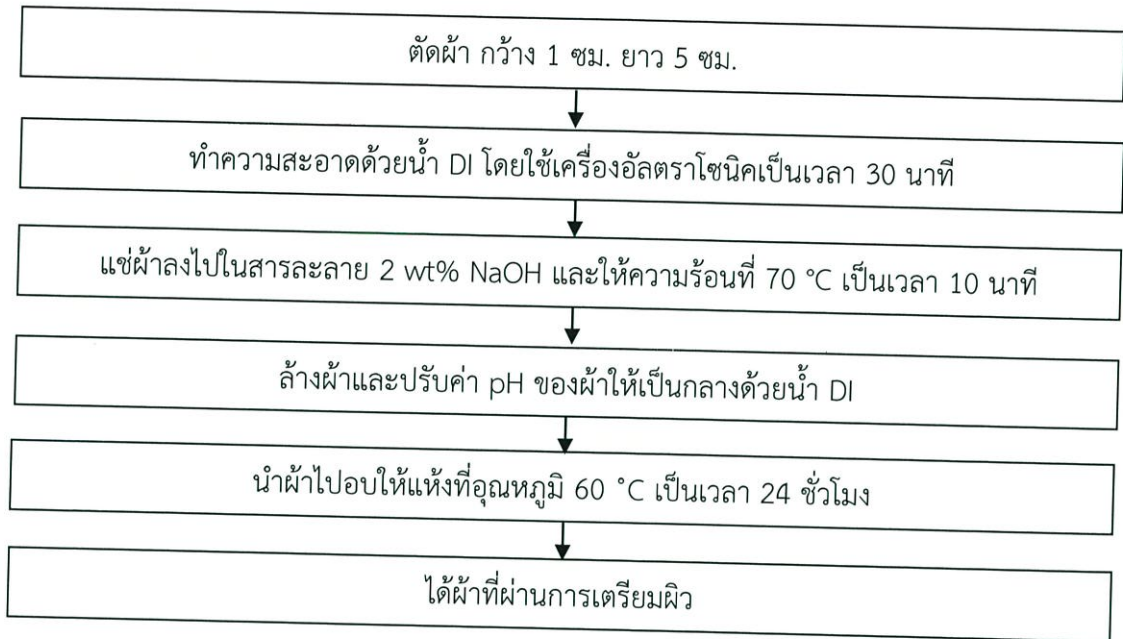 ตัดผ้า กว้าง 1 ซม. ยาว 5 ซม.
ทำความสะอาดด้วยน้ำ DI โดยใช้เครื่องอัลตราโซนิคเป็นเวลา 30 นาที
แช่ผ้าลงไปในสารละลาย 2 wt% NaOH และให้ความร้อนที่ 70 °C เป็นเวลา 10 นาที
ล้างผ้าและปรับค่า pH ของผ้าให้เป็นกลางด้วยน้ำ DI
นำผ้าไปอบให้แห้งที่อุณหภูมิ 60 °C เป็นเวลา 24 ชั่วโมง
ได้ผ้าที่ผ่านการเตรียมผิว